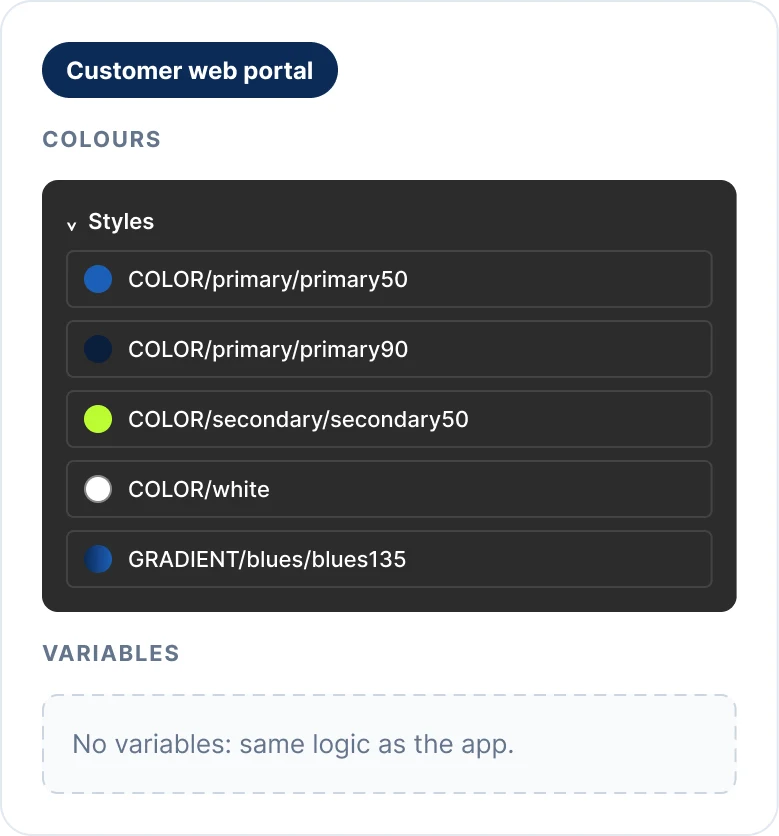 Customer web portal
COLOURS
Styles
COLOR/primary/primary50
COLOR/primary/primary90
COLOR/secondary/secondary50
COLOR/white
GRADIENT/blues/blues135
VARIABLES
No variables: same logic as the app.